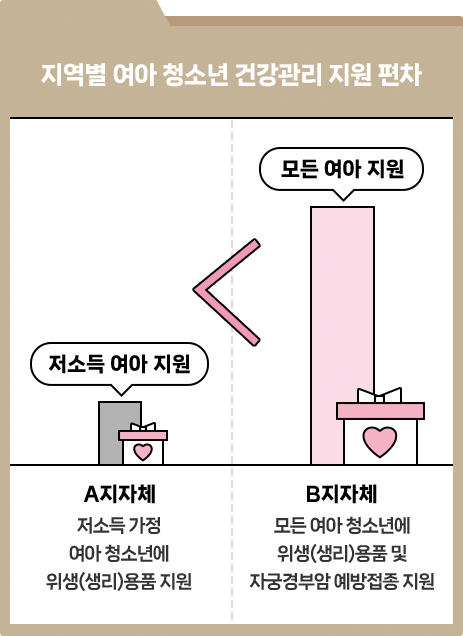 지역별 여아 청소년 건강관리 지원 편차
모든 여아 지원
저소득 여아 지원
A지자체
저소득 가정
여아 청소년에
위생(생리)용품 지원
B지자체
모든 여아 청소년에
위생(생리)용품 및
자궁경부암 예방접종 지원